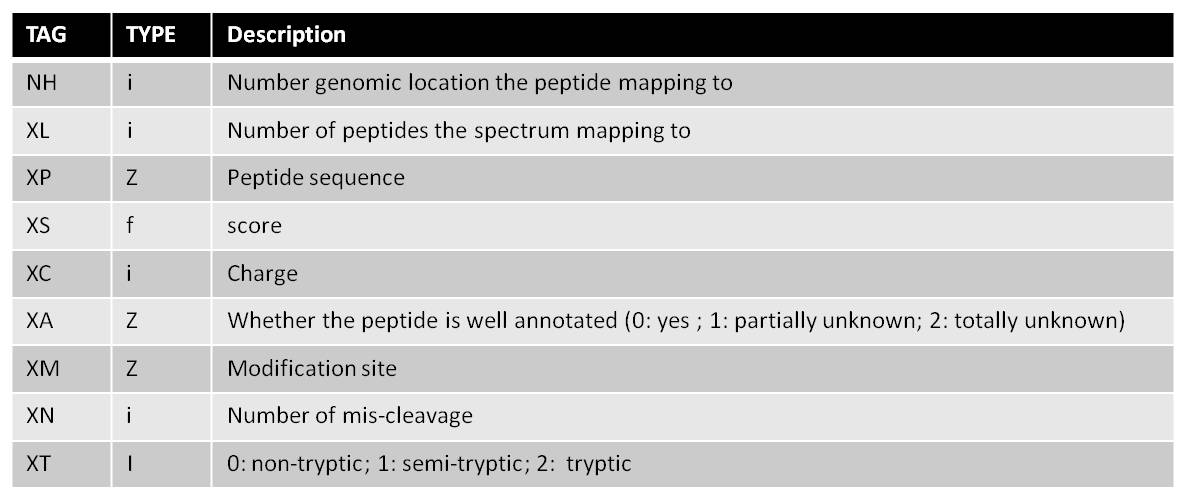 TAG TYPE Description
NH i Number genomic location the peptide mapping to
XL i Number of peptides the spectrum mapping to
XP Z Peptide sequence
XS f score
XC i Charge
XA Z Whether the peptide is well annotated (0: yes ; 1: partially unknown; 2: totally unknown)
XM Z Modification site
XN i Number of mis-cleavage
XT I 0: non-tryptic; 1: semi-tryptic; 2: tryptic